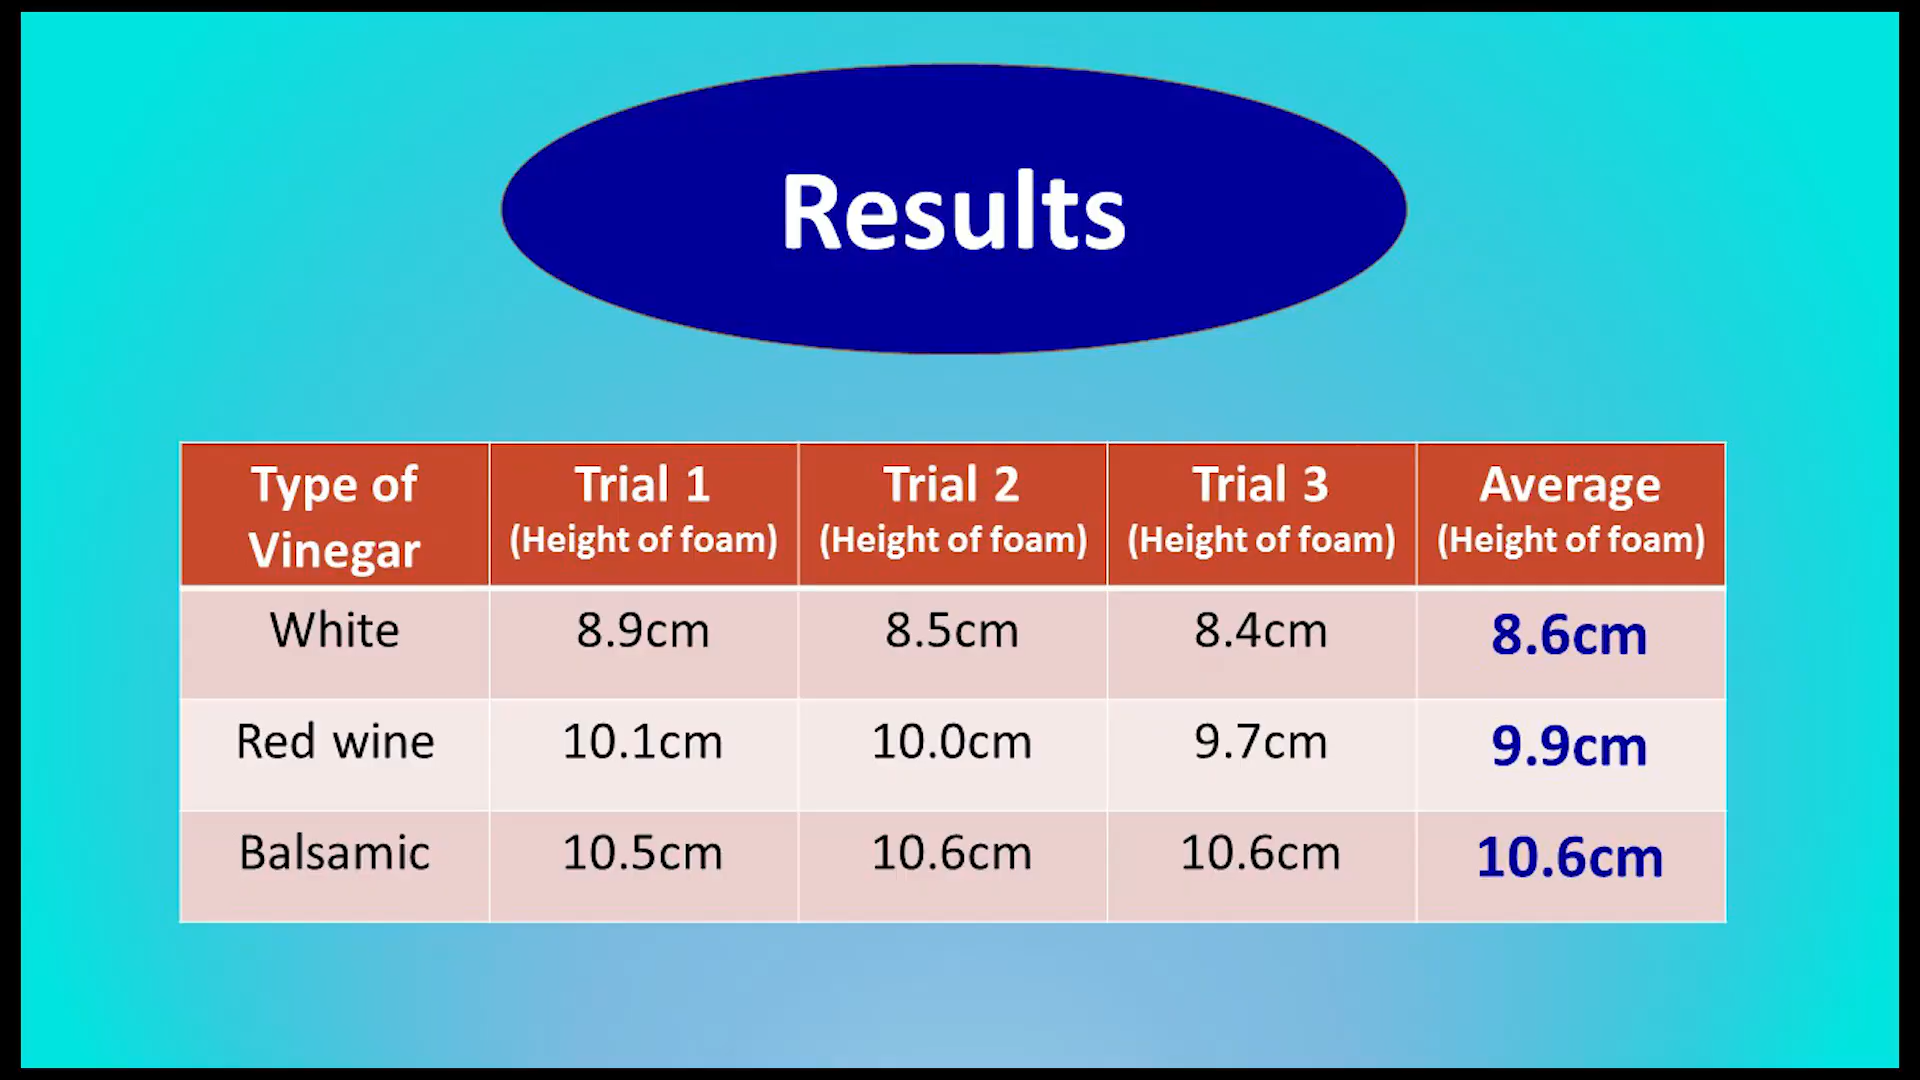 Results
Type of Vinegar
Trial 1
(Height of foam)
Trial 2
(Height of foam)
Trial 3
(Height of foam)
Average
(Height of foam)
White 8.9cm 8.5cm 8.4cm 8.6cm
Red wine 10.1cm 10.0cm 9.7cm 9.9cm
Balsamic 10.5cm 10.6cm 10.6cm 10.6cm